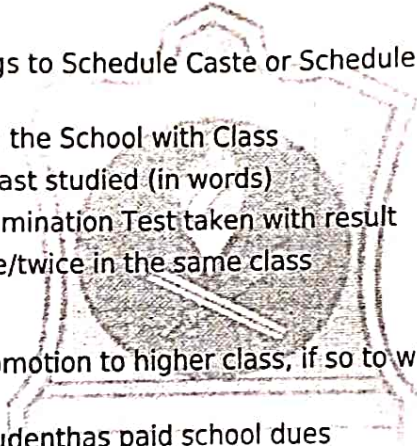 gs to Schedule Caste or Schedule
the School with Class
ast studied (in words)
mination Test taken with result
e/twice in the same class
omotion to higher class, if so to w
udenthas paid school dues